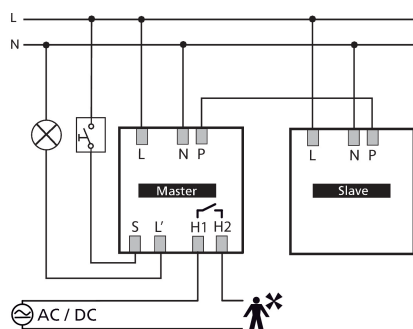 L
N
L N P L N P
Master Slave
S L' H1 H2
AC / DC